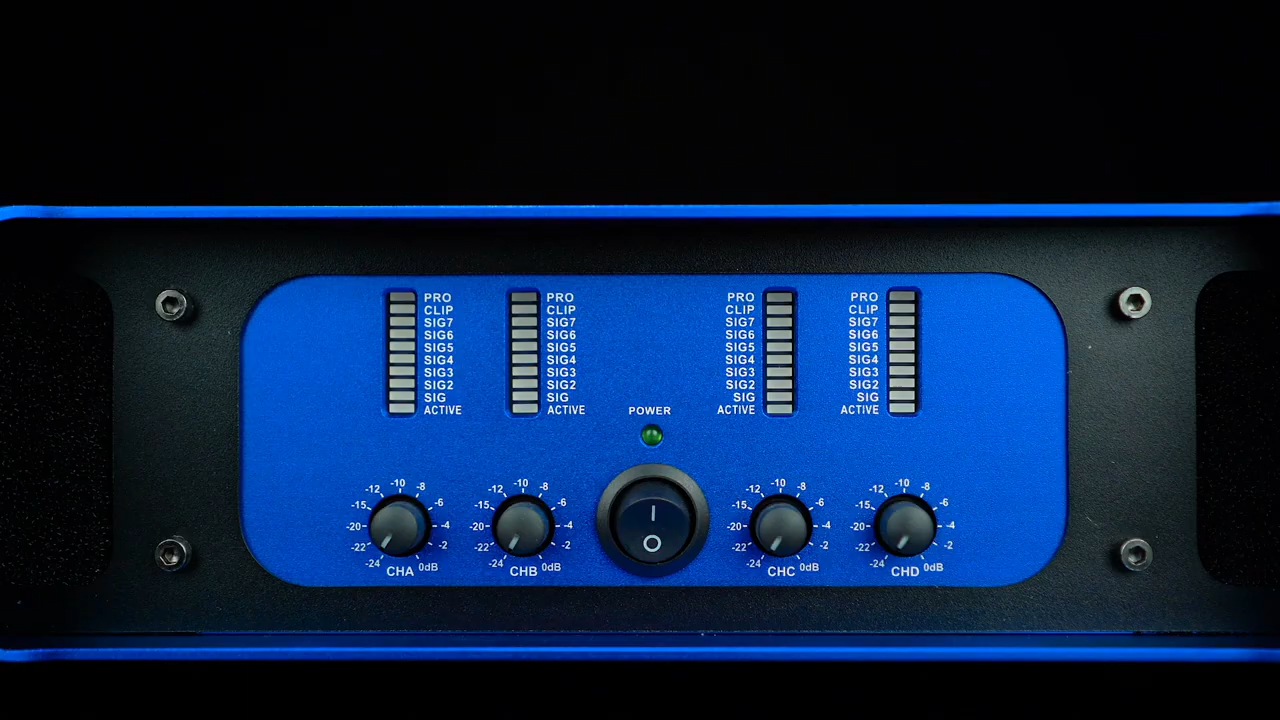 PRO PRO PRO PRO
CLIP CLIP CLIP CLIP
SIG7 SIG7 SIG7 SIG7
SIG6 SIG6 SIG6 SIG6
SIG5 SIG5 SIG5 SIG5
SIG4 SIG4 SIG4 SIG4
SIG3 SIG3 SIG3 SIG3
SIG2 SIG2 SIG2 SIG2
SIG SIG SIG SIG
ACTIVE ACTIVE ACTIVE ACTIVE
POWER
-12 -10 -8 -12 -10 -8 -12 -10 -8 -12 -10 -8
-15 -6 -15 -6 -15 -6 -15 -6
-20 -4 -20 -4 -20 -4 -20 -4
-22 -2 -22 -2 -22 -2 -22 -2
-24 CHA 0dB -24 CHB 0dB -24 CHC 0dB -24 CHD 0dB
I
O